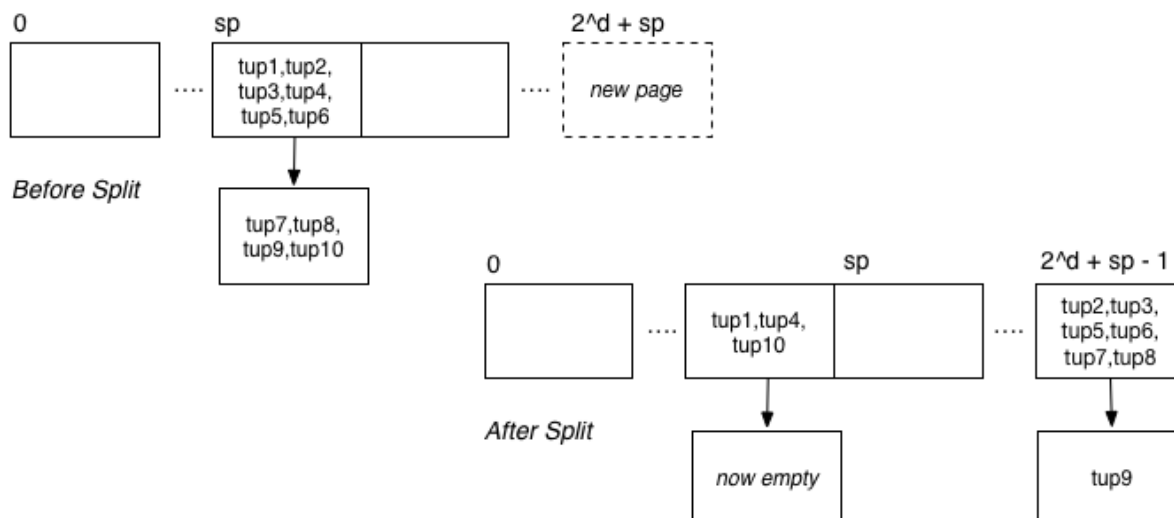 0
sp
2^d + sp
tup1,tup2,
tup3,tup4,
tup5,tup6
....
....
new page
Before Split
tup7,tup8,
tup9,tup10
0
sp
2^d + sp - 1
....
tup1,tup4,
tup10
....
tup2,tup3,
tup5,tup6,
tup7,tup8
After Split
now empty
tup9